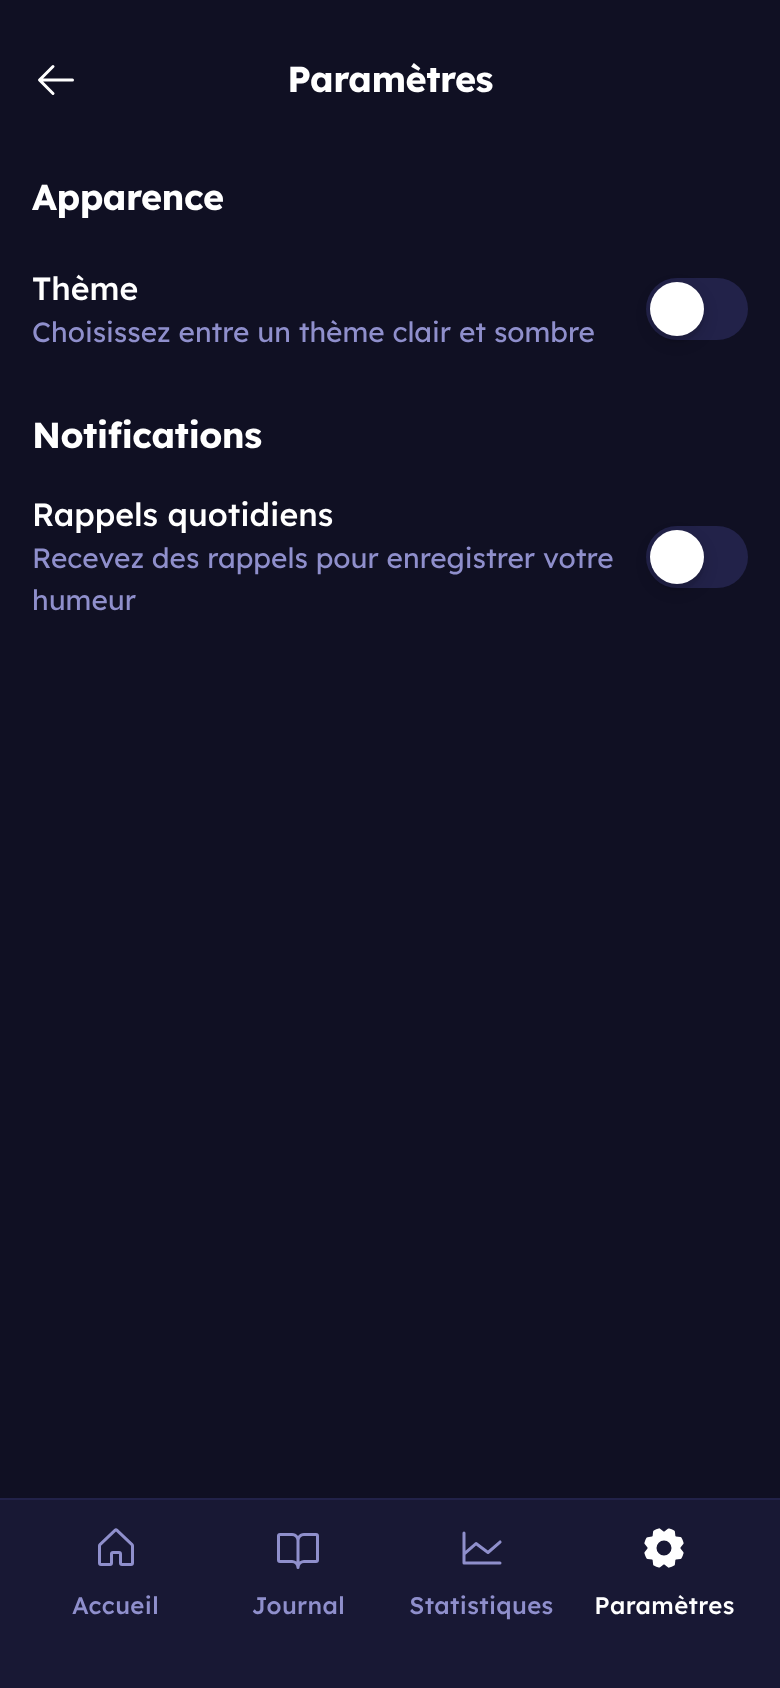 Paramètres
Apparence
Thème
Choisissez entre un thème clair et sombre
Notifications
Rappels quotidiens
Recevez des rappels pour enregistrer votre
humeur
Accueil
Journal
Statistiques
Paramètres